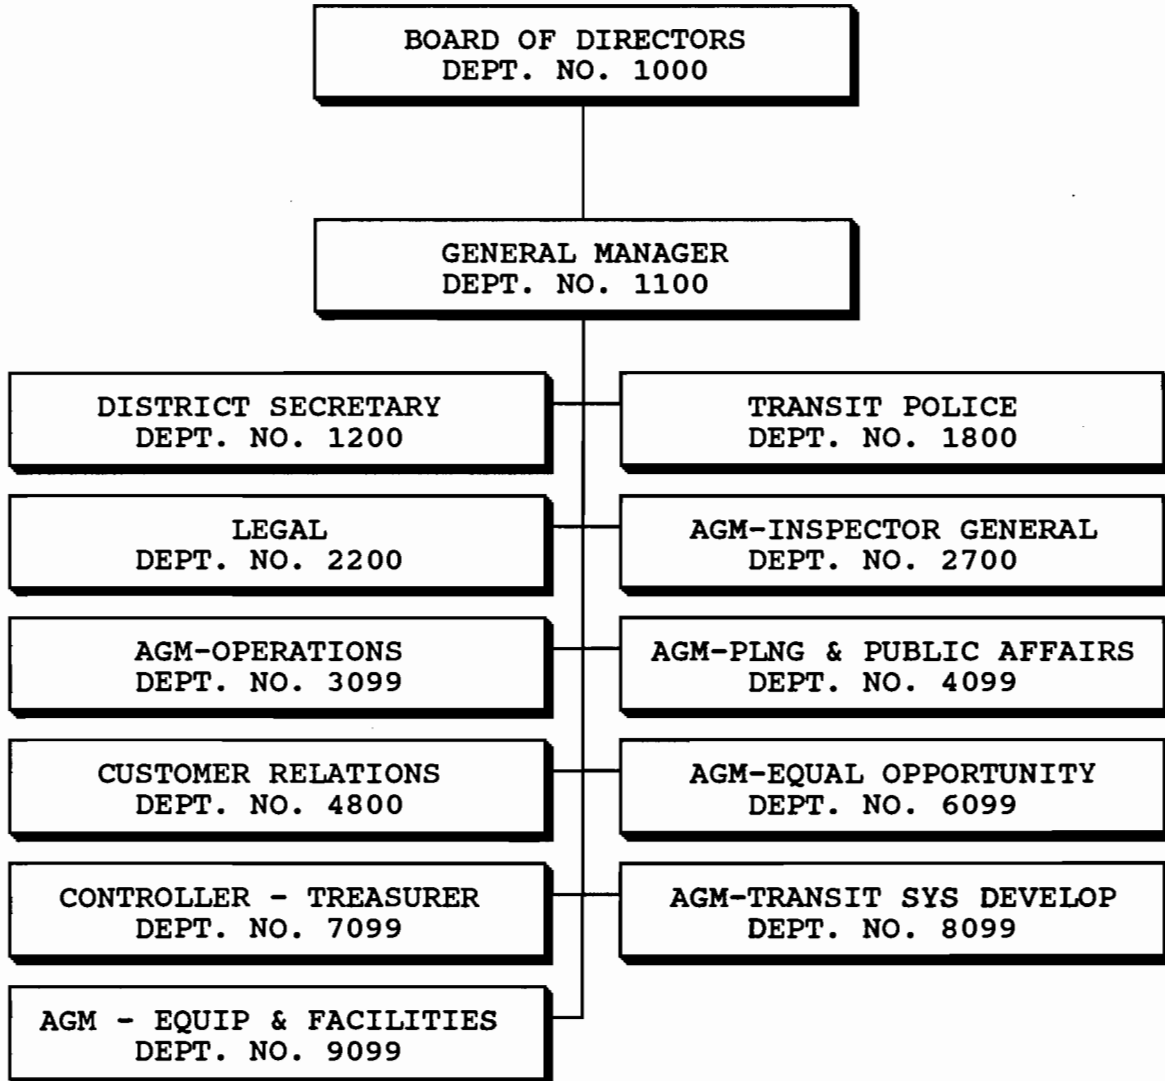 BOARD OF DIRECTORS
DEPT. NO. 1000
GENERAL MANAGER
DEPT. NO. 1100
DISTRICT SECRETARY
DEPT. NO. 1200
TRANSIT POLICE
DEPT. NO. 1800
LEGAL
DEPT. NO. 2200
AGM-INSPECTOR GENERAL
DEPT. NO. 2700
AGM-OPERATIONS
DEPT. NO. 3099
AGM-PLNG & PUBLIC AFFAIRS
DEPT. NO. 4099
CUSTOMER RELATIONS
DEPT. NO. 4800
AGM-EQUAL OPPORTUNITY
DEPT. NO. 6099
CONTROLLER - TREASURER
DEPT. NO. 7099
AGM-TRANSIT SYS DEVELOP
DEPT. NO. 8099
AGM - EQUIP & FACILITIES
DEPT. NO. 9099